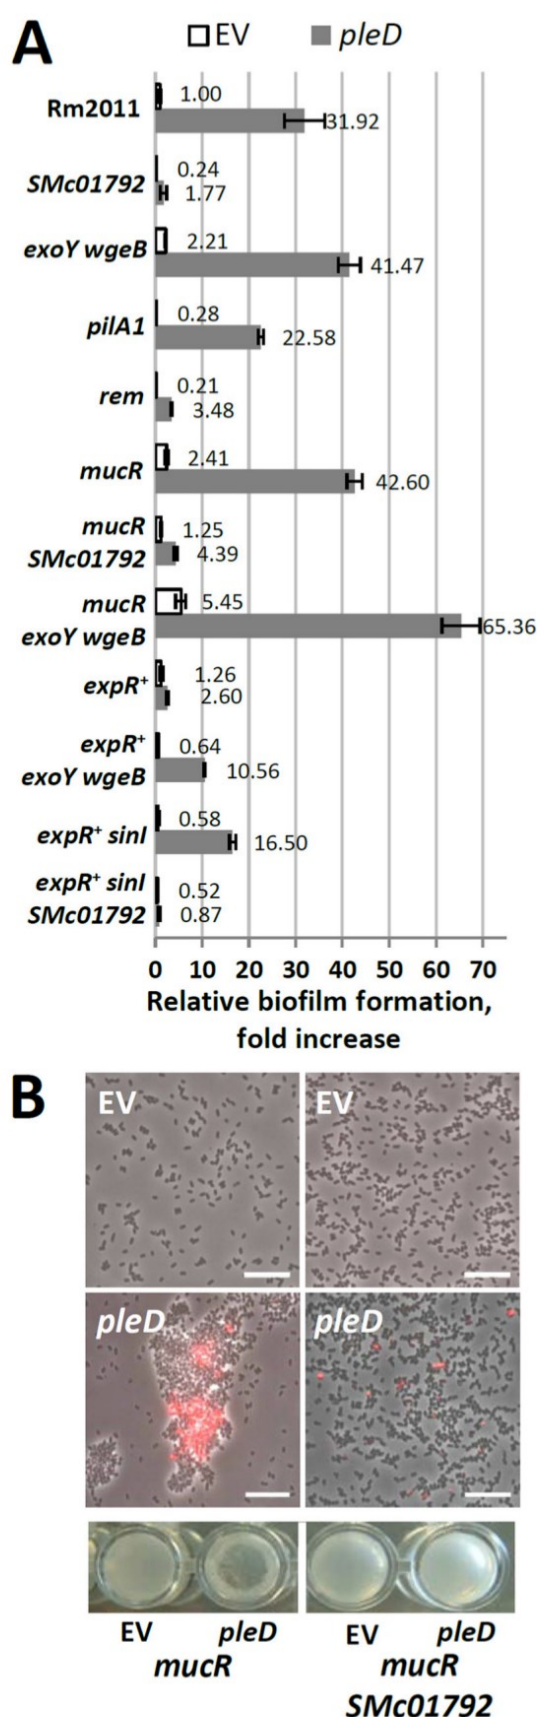 A
EV pleD
Rm2011
1.00
31.92
SMc01792
0.24
1.77
exoY wgeB
2.21
41.47
pilA1
0.28
22.58
rem
0.21
3.48
mucR
2.41
42.60
mucR
SMc01792
1.25
4.39
mucR
exoY wgeB
5.45
65.36
expR⁺
1.26
2.60
expR⁺
exoY wgeB
0.64
10.56
expR⁺ sinI
0.58
16.50
expR⁺ sinI
SMc01792
0.52
0.87
0 10 20 30 40 50 60 70
Relative biofilm formation,
fold increase
B
EV EV
pleD pleD
EV pleD EV pleD
mucR mucR
SMc01792